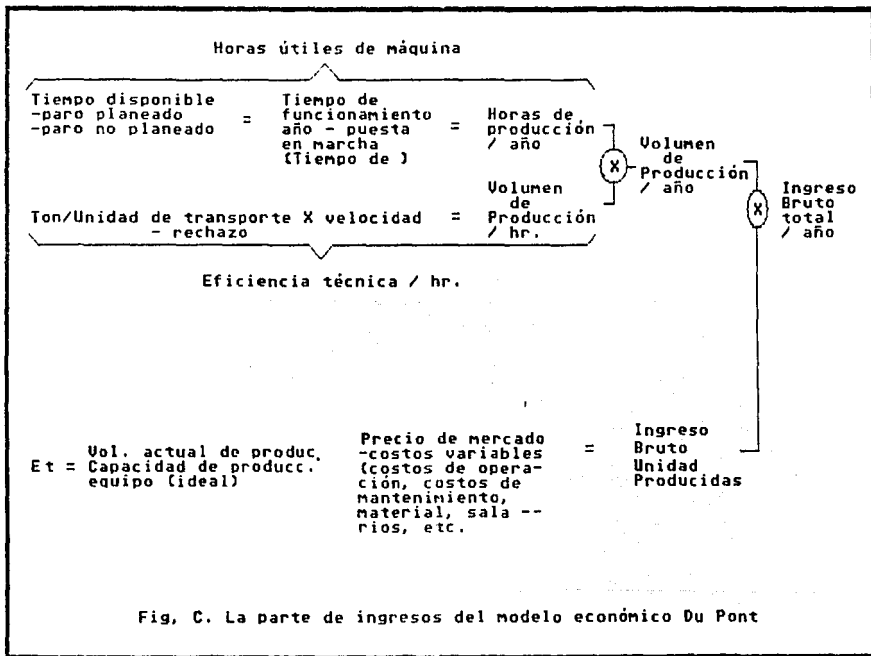 Horas útiles de máquina
Tiempo disponible
-paro planeado
-paro no planeado
=
Tiempo de
funcionamiento
año - puesta
en marcha
(Tiempo de )
=
Horas de
producción
/ año
X
Volumen
de
Producción
/ año
X
Ingreso
Bruto
total
/ año
Ton/Unidad de transporte X velocidad
- rechazo
=
Volumen
de
Producción
/ hr.
Eficiencia técnica / hr.
Et =
Vol. actual de produc.
Capacidad de producc.
equipo (ideal)
Precio de mercado
-costos variables
(costos de opera-
ción, costos de
mantenimiento,
material, sala --
rios, etc.
=
Ingreso
Bruto
Unidad
Producidas
Fig, C. La parte de ingresos del modelo económico Du Pont